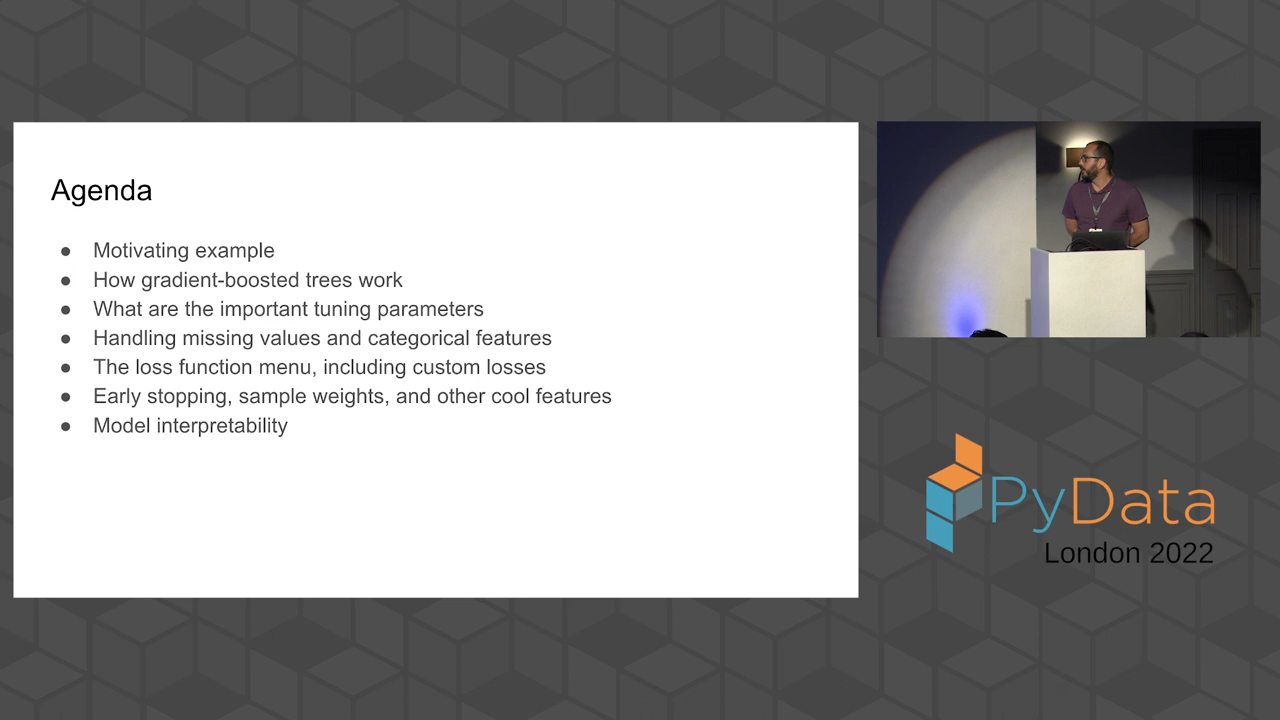 Agenda
● Motivating example
● How gradient-boosted trees work
● What are the important tuning parameters
● Handling missing values and categorical features
● The loss function menu, including custom losses
● Early stopping, sample weights, and other cool features
● Model interpretability
PyData
London 2022